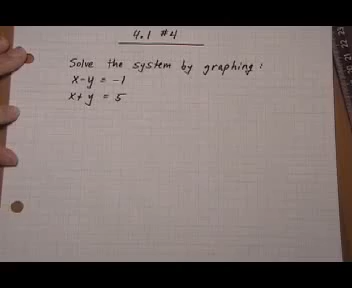 4.1 #4
Solve the system by graphing:
x-y = -1
x+y = 5